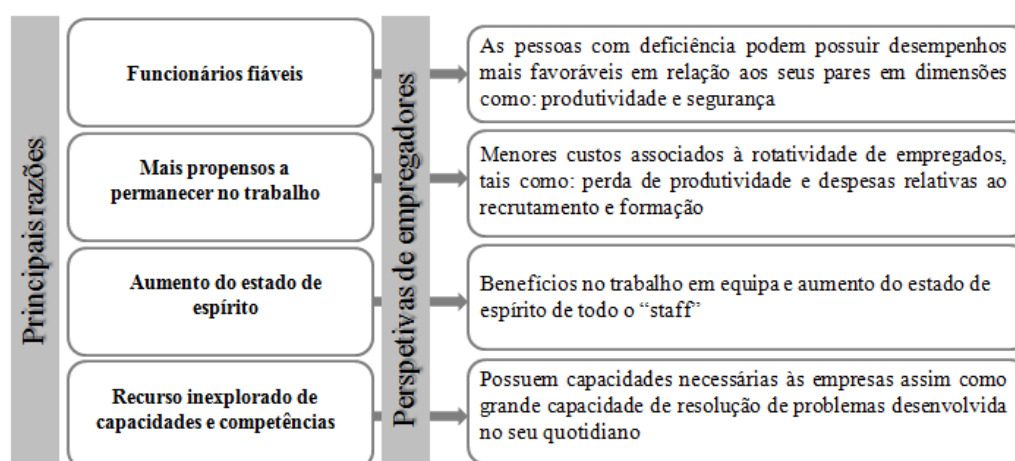 Principais razões
Funcionários fiáveis
Perspetivas de empregadores
As pessoas com deficiência podem possuir desempenhos
mais favoráveis em relação aos seus pares em dimensões
como: produtividade e segurança
Mais propensos a
permanecer no trabalho
Menores custos associados à rotatividade de empregados,
tais como: perda de produtividade e despesas relativas ao
recrutamento e formação
Aumento do estado de
espírito
Benefícios no trabalho em equipa e aumento do estado de
espírito de todo o “staff”
Recurso inexplorado de
capacidades e competências
Possuem capacidades necessárias às empresas assim como
grande capacidade de resolução de problemas desenvolvida
no seu quotidiano